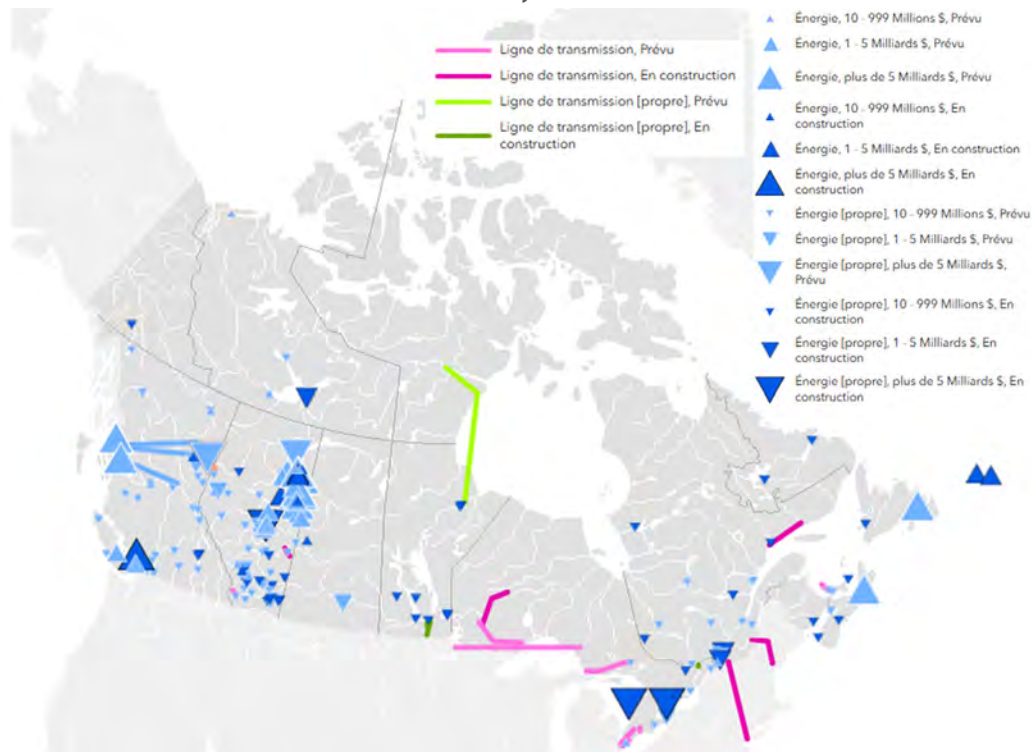 Ligne de transmission, Prévu
Ligne de transmission, En construction
Ligne de transmission [propre], Prévu
Ligne de transmission [propre], En
construction
Énergie, 10 - 999 Millions $, Prévu
Énergie, 1 - 5 Milliards $, Prévu
Énergie, plus de 5 Milliards $, Prévu
Énergie, 10 - 999 Millions $, En
construction
Énergie, 1 - 5 Milliards $, En construction
Énergie, plus de 5 Milliards $, En
construction
Énergie [propre], 10 - 999 Millions $, Prévu
Énergie [propre], 1 - 5 Milliards $, Prévu
Énergie [propre], plus de 5 Milliards $,
Prévu
Énergie [propre], 10 - 999 Millions $, En
construction
Énergie [propre], 1 - 5 Milliards $, En
construction
Énergie [propre], plus de 5 Milliards $, En
construction